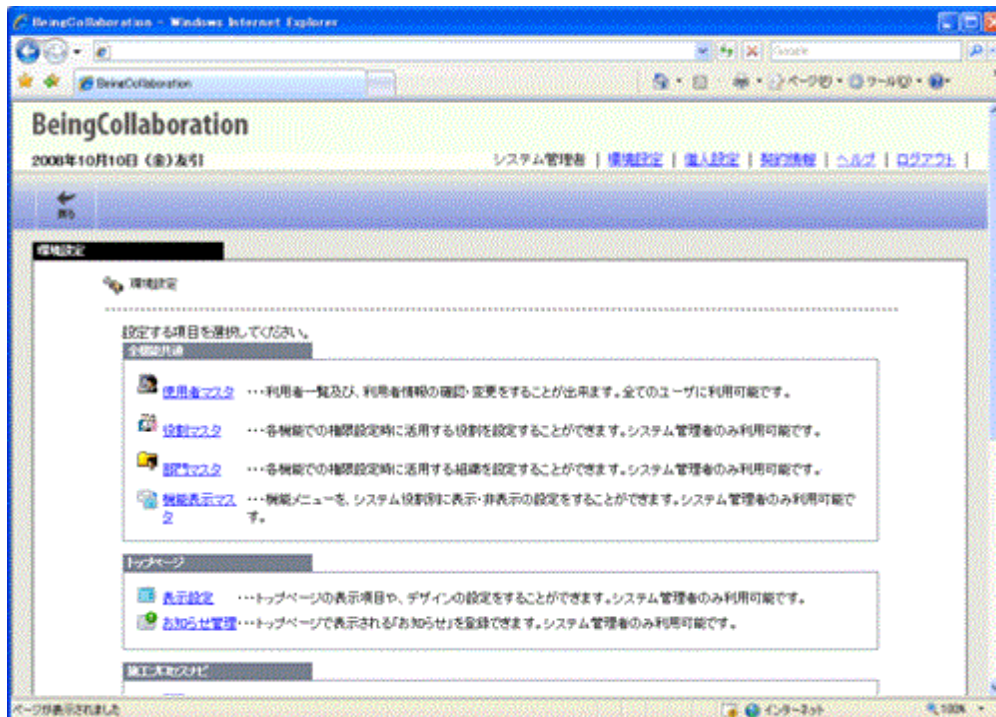 BeingCollaboration - Windows Internet Explorer
Google
BeingCollaboration
ページ(P) ツール(O)
BeingCollaboration
2008年10月10日 (金)友引
システム管理者 | 環境設定 | 個人設定 | 契約情報 | ヘルプ | ログアウト |
戻る
環境設定
環境設定
設定する項目を選択してください。
全機能共通
使用者マスタ ・・・利用者一覧及び、利用者情報の確認・変更をすることが出来ます。全てのユーザに利用可能です。
役割マスタ ・・・各機能での権限設定時に活用する役割を設定することができます。システム管理者のみ利用可能です。
部門マスタ ・・・各機能での権限設定時に活用する組織を設定することができます。システム管理者のみ利用可能です。
機能表示マス ・・・機能メニューを、システム役割別に表示・非表示の設定をすることができます。システム管理者のみ利用可能で
タ す。
トップページ
表示設定 ・・・トップページの表示項目や、デザインの設定をすることができます。システム管理者のみ利用可能です。
お知らせ管理・・・トップページで表示される「お知らせ」を登録できます。システム管理者のみ利用可能です。
ページが表示されました
インターネット
100%